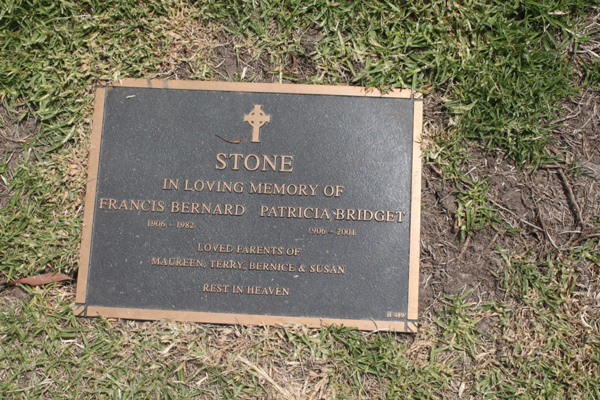 STONE
IN LOVING MEMORY OF
FRANCIS BERNARD PATRICIA BRIDGET
1906 - 1982 1906 - 2001
LOVED PARENTS OF
MAUREEN, TERRY, BERNICE & SUSAN
REST IN HEAVEN
H 489